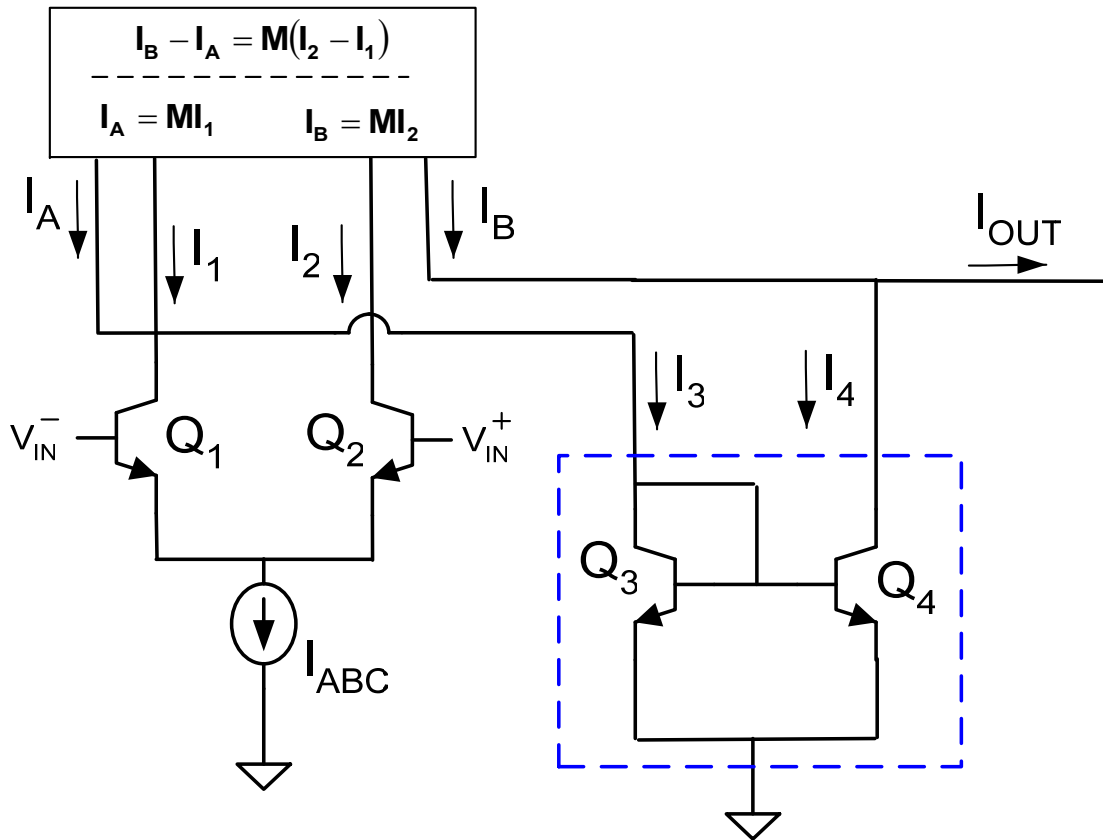 I_B − I_A = M(I_2 − I_1)
I_A = MI_1
I_B = MI_2
I_A
I_1
I_2
I_B
I_OUT
I_3
I_4
V_IN^−
Q_1
Q_2
V_IN^+
Q_3
Q_4
I_ABC